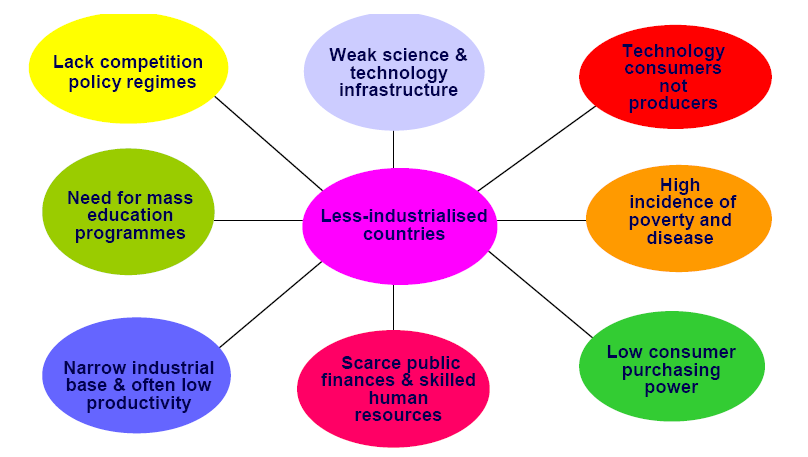 Lack competition
policy regimes
Weak science &
technology
infrastructure
Technology
consumers
not
producers
Need for mass
education
programmes
Less-industrialised
countries
High
incidence of
poverty and
disease
Narrow industrial
base & often low
productivity
Scarce public
finances & skilled
human
resources
Low consumer
purchasing
power